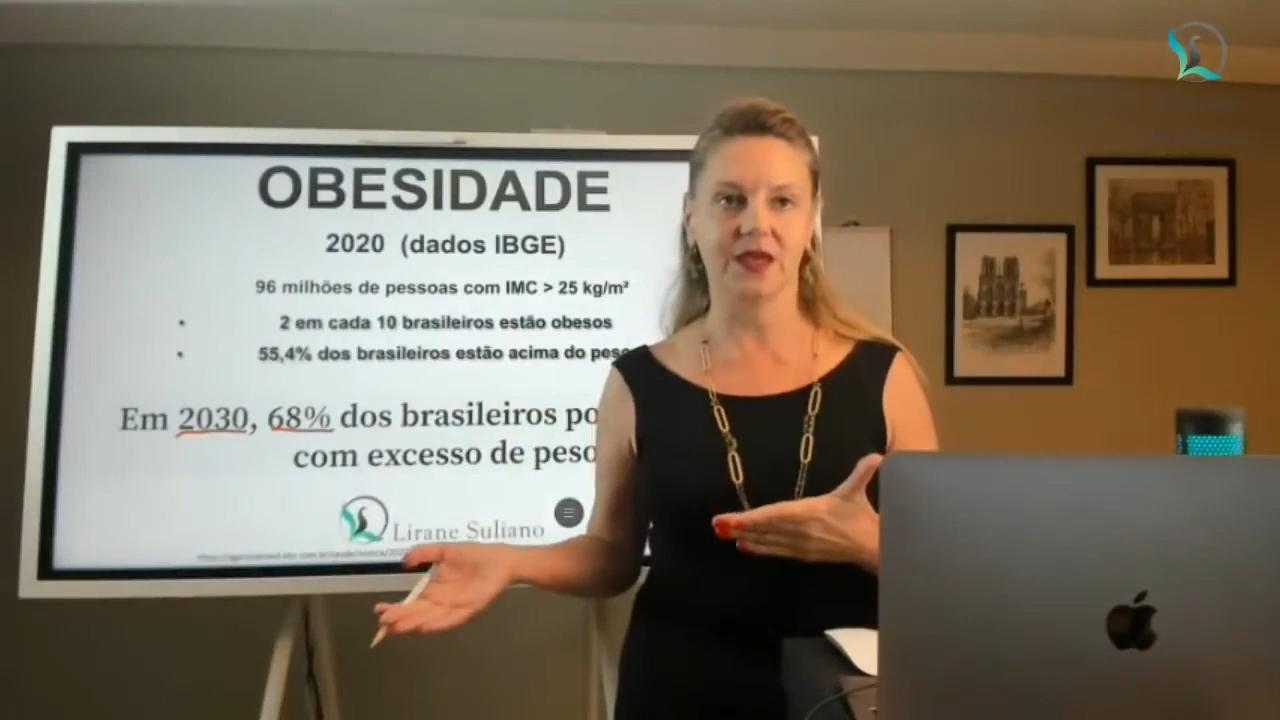 OBESIDADE
2020 (dados IBGE)
96 milhões de pessoas com IMC > 25 kg/m²
• 2 em cada 10 brasileiros estão obesos
• 55,4% dos brasileiros estão acima do peso
Em 2030, 68% dos brasileiros po
com excesso de peso
Lirane Suliano